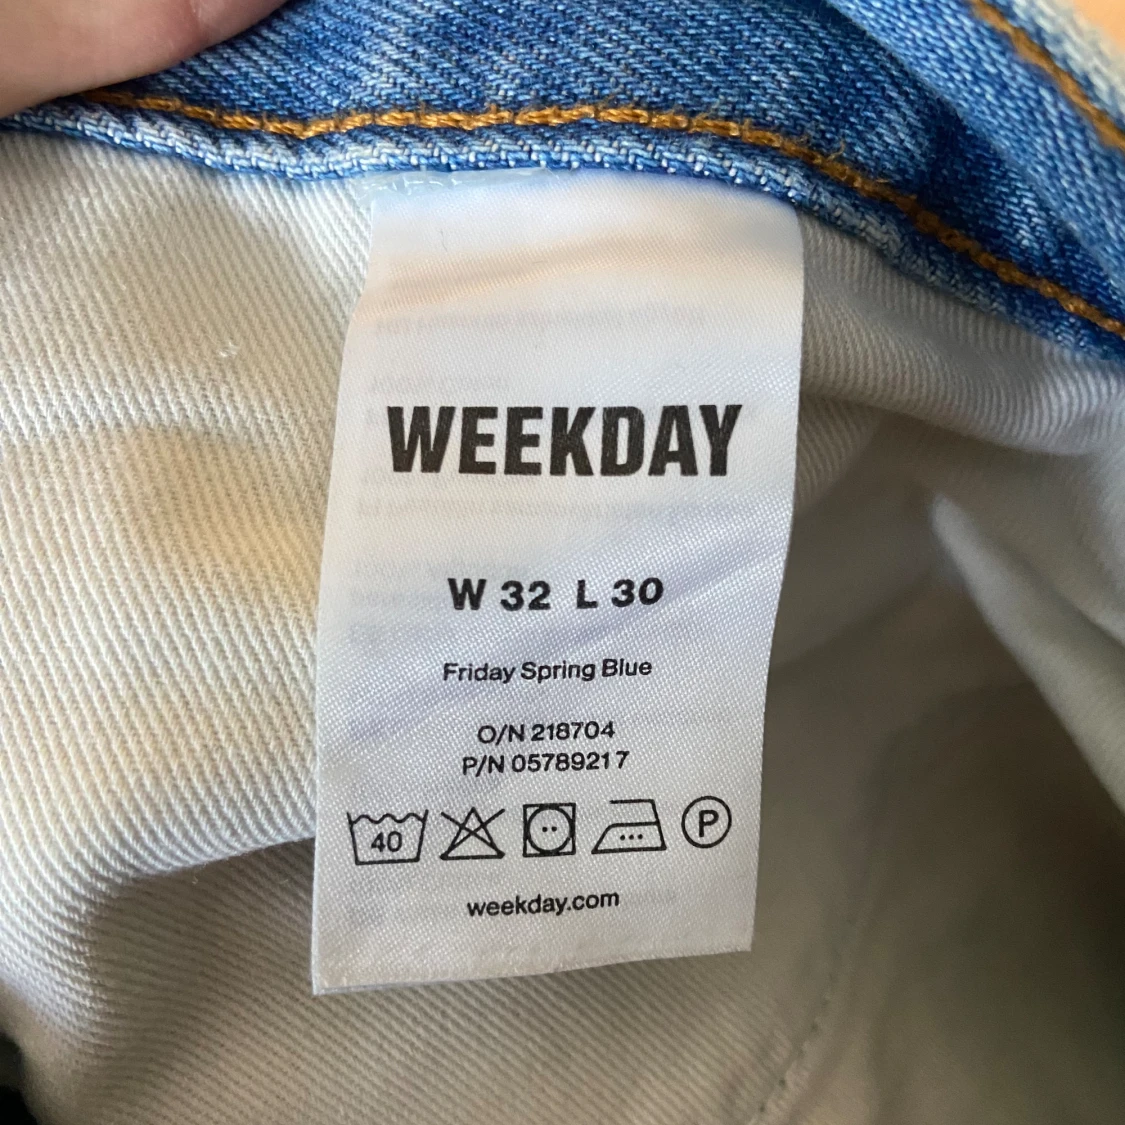 WEEKDAY
W 32 L 30
Friday Spring Blue
O/N 218704
P/N 05789217
40 P
weekday.com